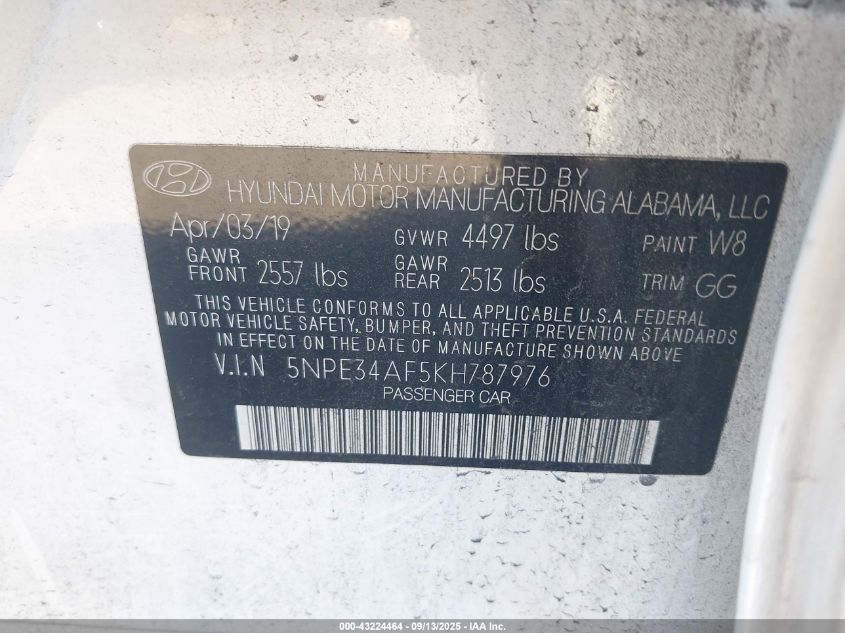 MANUFACTURED BY
HYUNDAI MOTOR MANUFACTURING ALABAMA, LLC
Apr/03/19 GVWR 4497 lbs PAINT W8
GAWR FRONT 2557 lbs GAWR REAR 2513 lbs TRIM GG
THIS VEHICLE CONFORMS TO ALL APPLICABLE U.S.A. FEDERAL
MOTOR VEHICLE SAFETY, BUMPER, AND THEFT PREVENTION STANDARDS
IN EFFECT ON THE DATE OF MANUFACTURE SHOWN ABOVE
V.I.N 5NPE34AF5KH787976
PASSENGER CAR
000-43224464 - 09/13/2025 - IAA Inc.